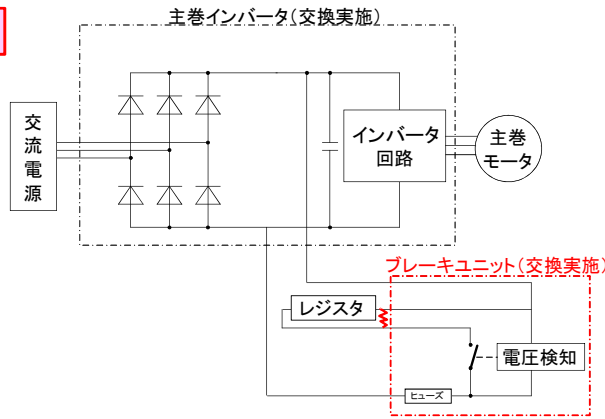 主巻インバータ(交換実施)
交流電源
インバータ
回路
主巻
モータ
ブレーキユニット(交換実施)
レジスタ
電圧検知
ヒューズ